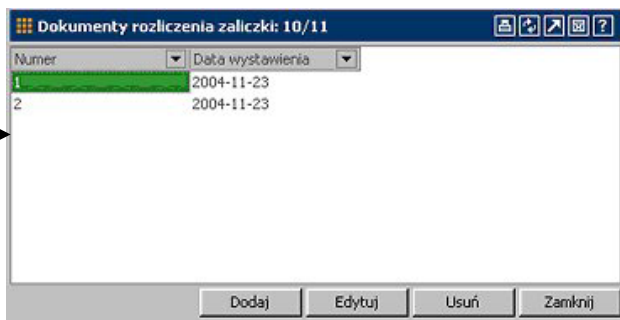 Dokumenty rozliczenia zaliczki: 10/11 ?
Numer Data wystawienia
1 2004-11-23
2 2004-11-23
Dodaj Edytuj Usuń Zamknij